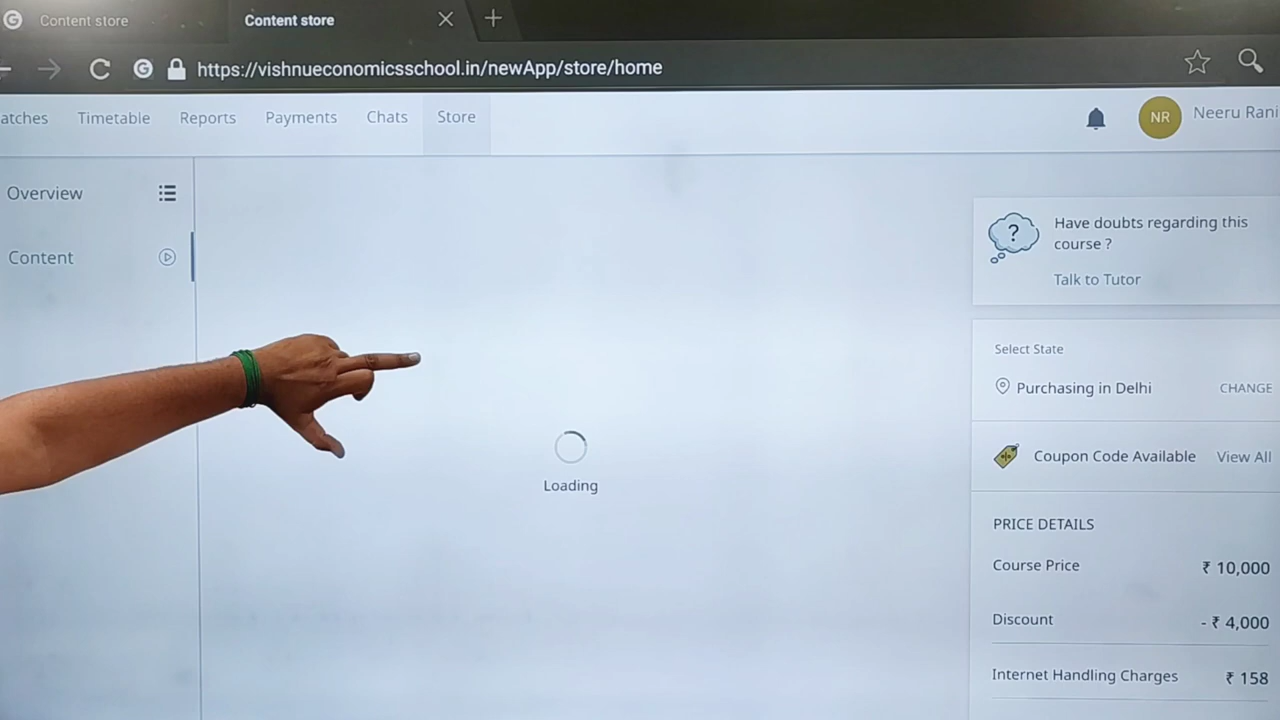 Content store
Content store
https://vishnueconomicsschool.in/newApp/store/home
atches Timetable Reports Payments Chats Store
NR Neeru Rani
Overview
Content
Have doubts regarding this
course ?
Talk to Tutor
Select State
Purchasing in Delhi CHANGE
Coupon Code Available View All
Loading
PRICE DETAILS
Course Price ₹ 10,000
Discount - ₹ 4,000
Internet Handling Charges ₹ 158